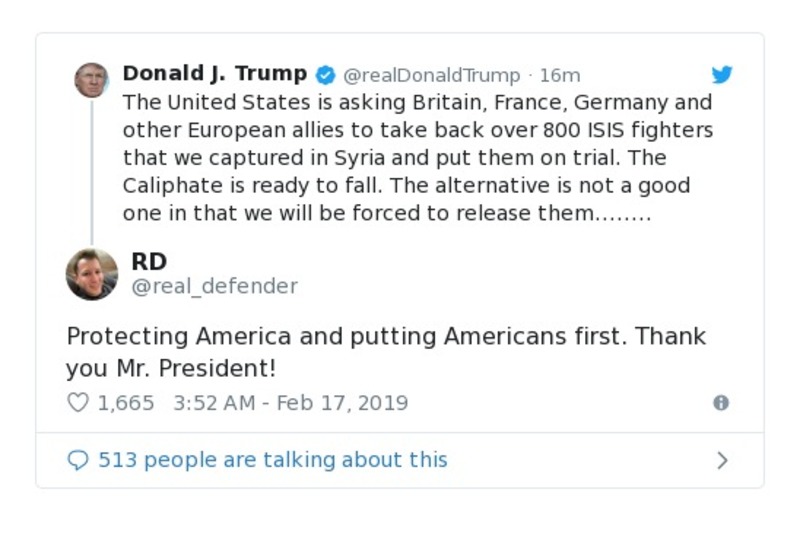 Donald J. Trump @realDonaldTrump · 16m
The United States is asking Britain, France, Germany and
other European allies to take back over 800 ISIS fighters
that we captured in Syria and put them on trial. The
Caliphate is ready to fall. The alternative is not a good
one in that we will be forced to release them........
RD
@real_defender
Protecting America and putting Americans first. Thank
you Mr. President!
1,665 3:52 AM - Feb 17, 2019
513 people are talking about this